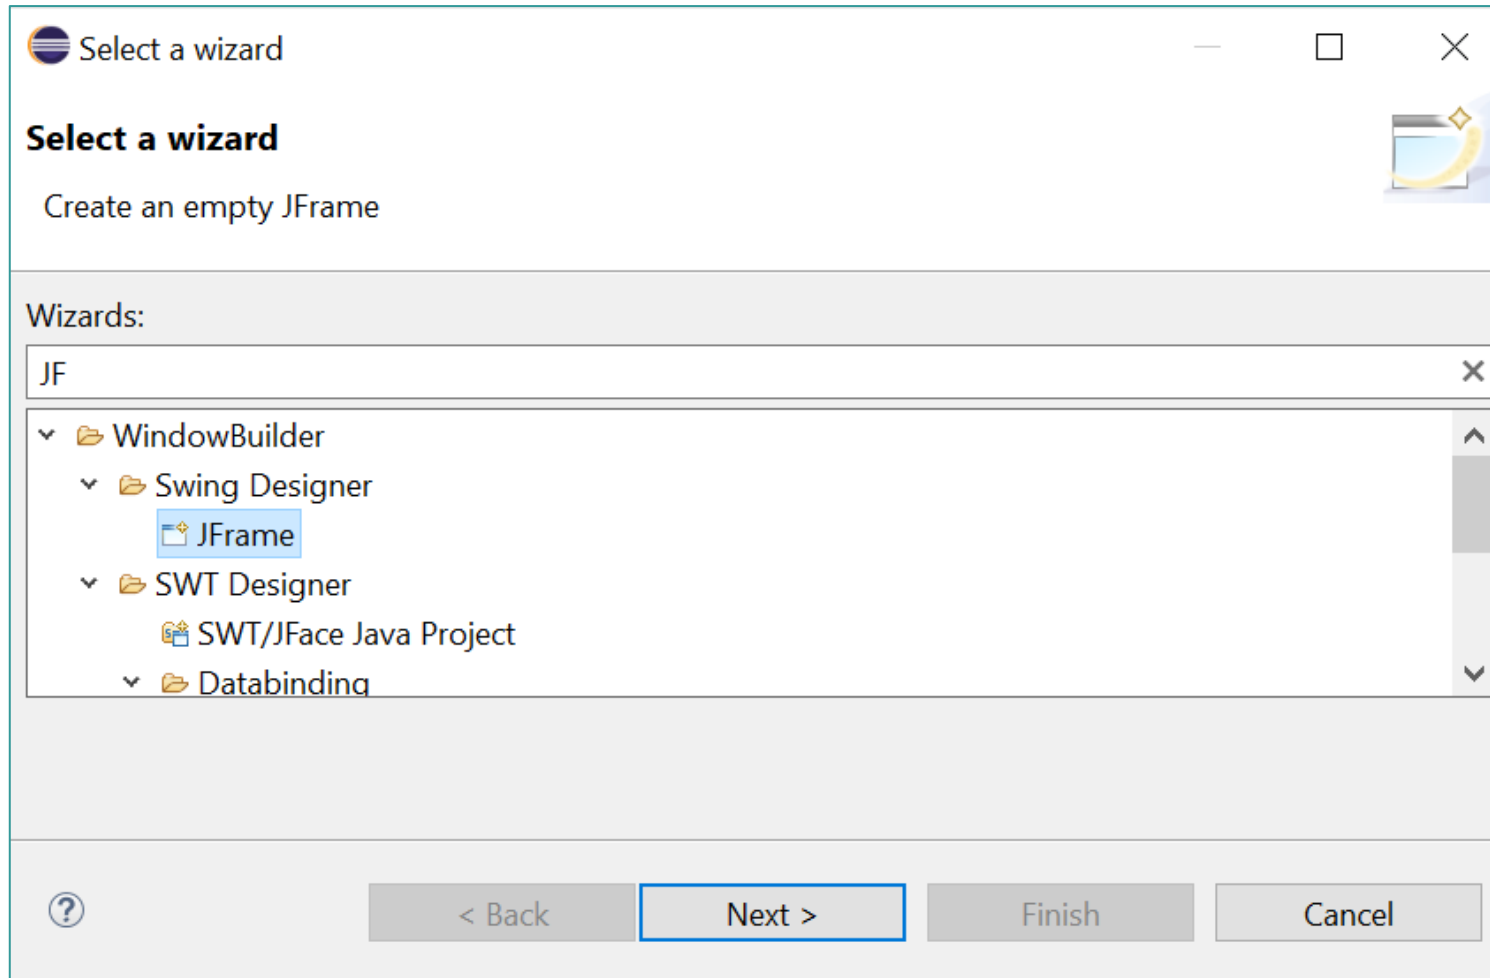 Select a wizard
Select a wizard
Create an empty JFrame
Wizards:
JF
WindowBuilder
Swing Designer
JFrame
SWT Designer
SWT/JFace Java Project
Databinding
< Back Next > Finish Cancel